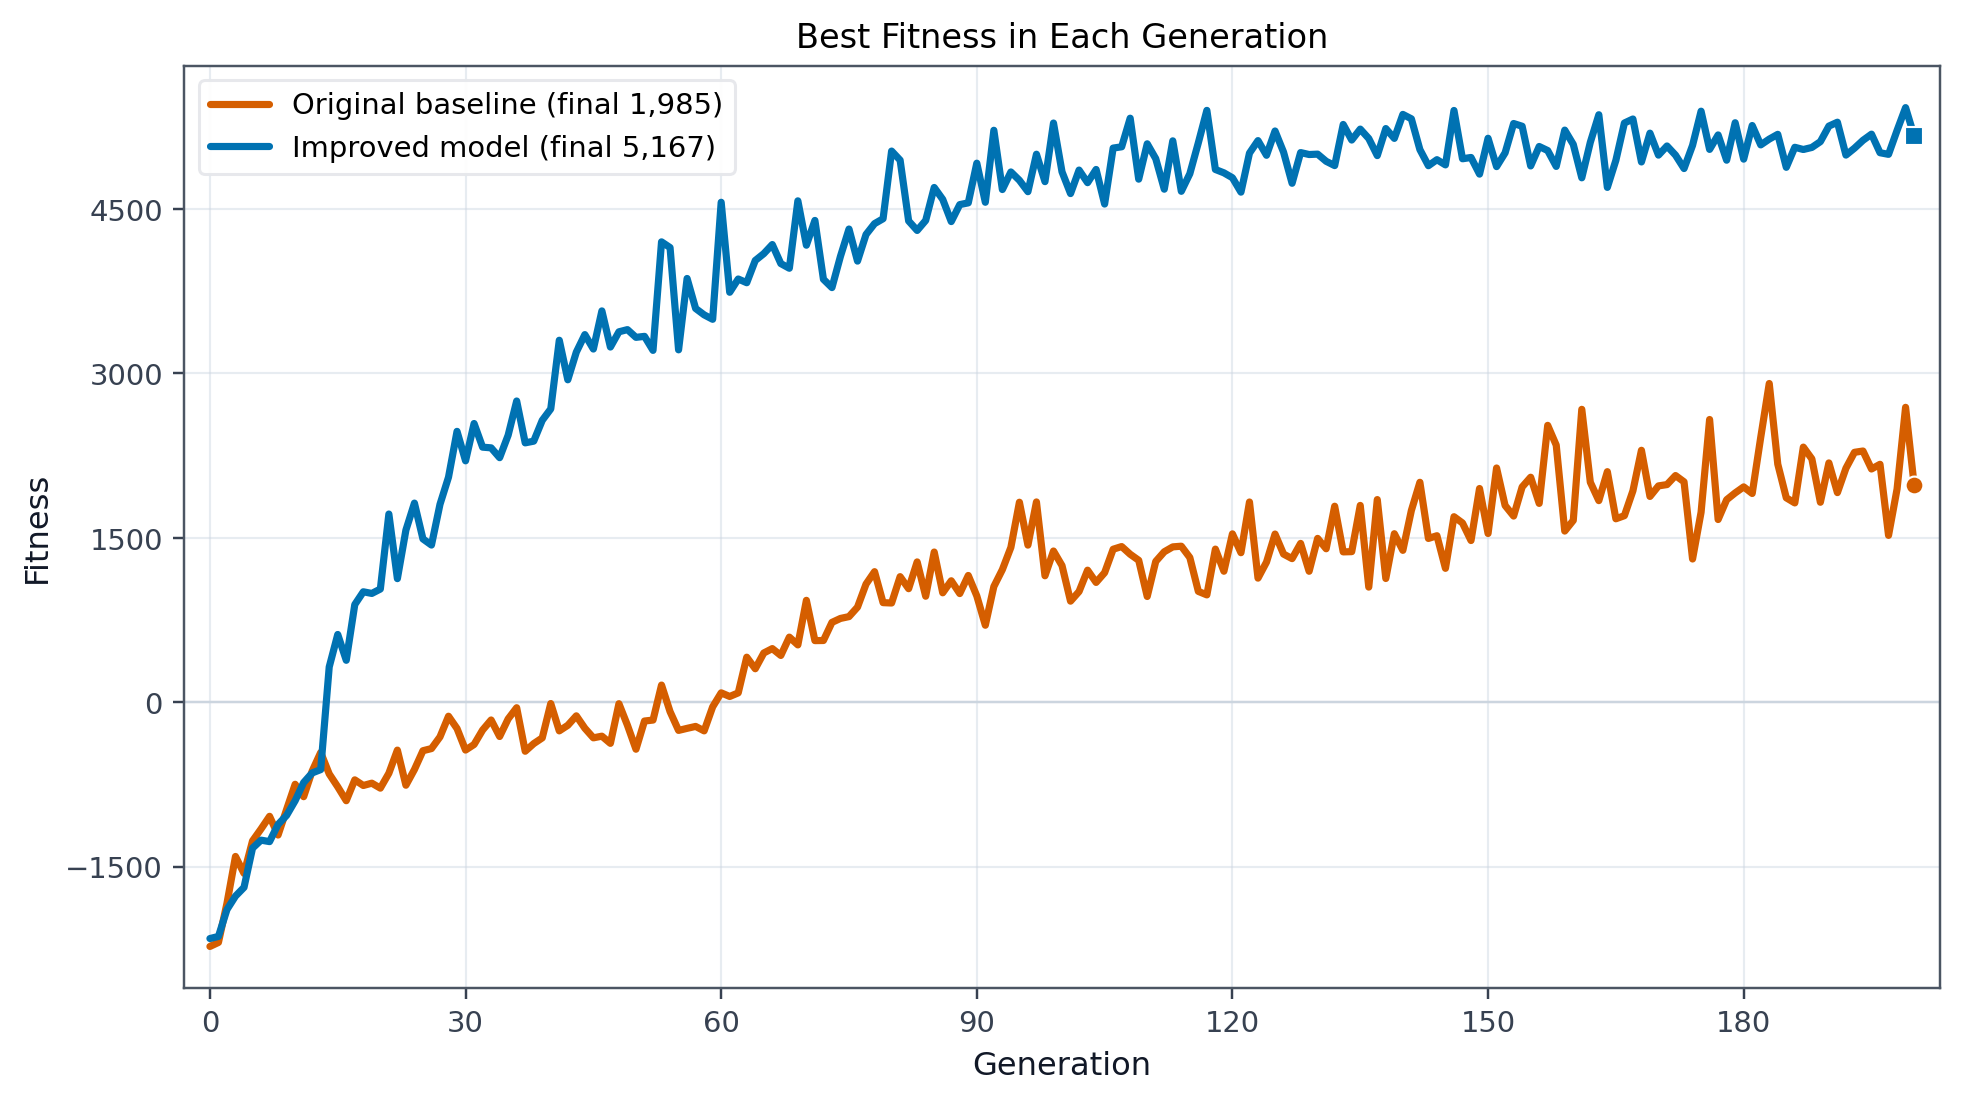 Best Fitness in Each Generation
Original baseline (final 1,985)
Improved model (final 5,167)
Fitness
4500
3000
1500
0
−1500
0 30 60 90 120 150 180
Generation